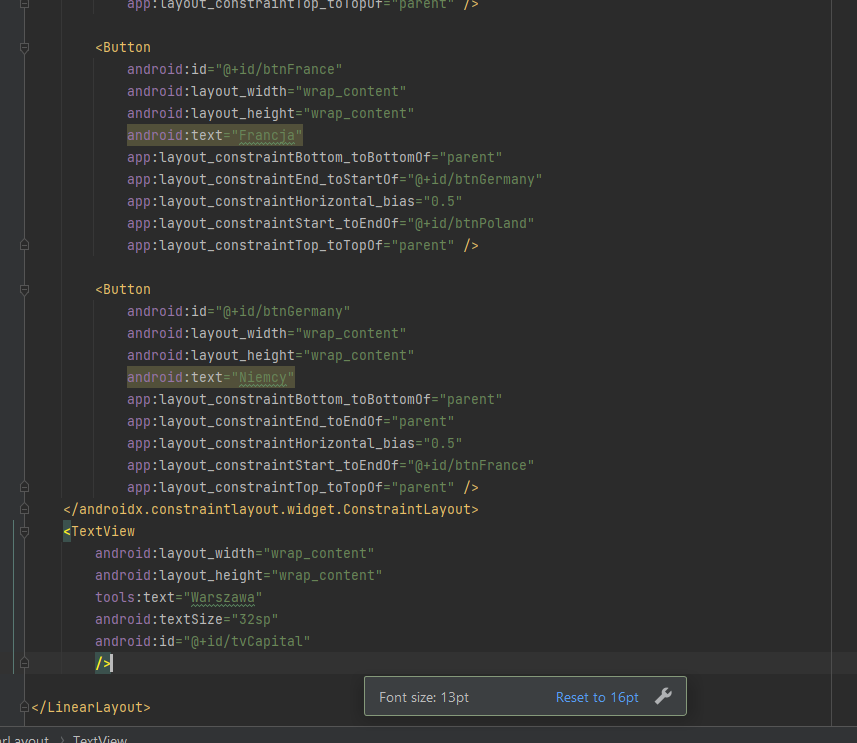 app:layout_constraintTop_toTopOf="parent" />
<Button
android:id="@+id/btnFrance"
android:layout_width="wrap_content"
android:layout_height="wrap_content"
android:text="Francja"
app:layout_constraintBottom_toBottomOf="parent"
app:layout_constraintEnd_toStartOf="@+id/btnGermany"
app:layout_constraintHorizontal_bias="0.5"
app:layout_constraintStart_toEndOf="@+id/btnPoland"
app:layout_constraintTop_toTopOf="parent" />
<Button
android:id="@+id/btnGermany"
android:layout_width="wrap_content"
android:layout_height="wrap_content"
android:text="Niemcy"
app:layout_constraintBottom_toBottomOf="parent"
app:layout_constraintEnd_toEndOf="parent"
app:layout_constraintHorizontal_bias="0.5"
app:layout_constraintStart_toEndOf="@+id/btnFrance"
app:layout_constraintTop_toTopOf="parent" />
</androidx.constraintlayout.widget.ConstraintLayout>
<TextView
android:layout_width="wrap_content"
android:layout_height="wrap_content"
tools:text="Warszawa"
android:textSize="32sp"
android:id="@+id/tvCapital"
/>
Font size: 13pt Reset to 16pt
</LinearLayout>
arLayout › TextView